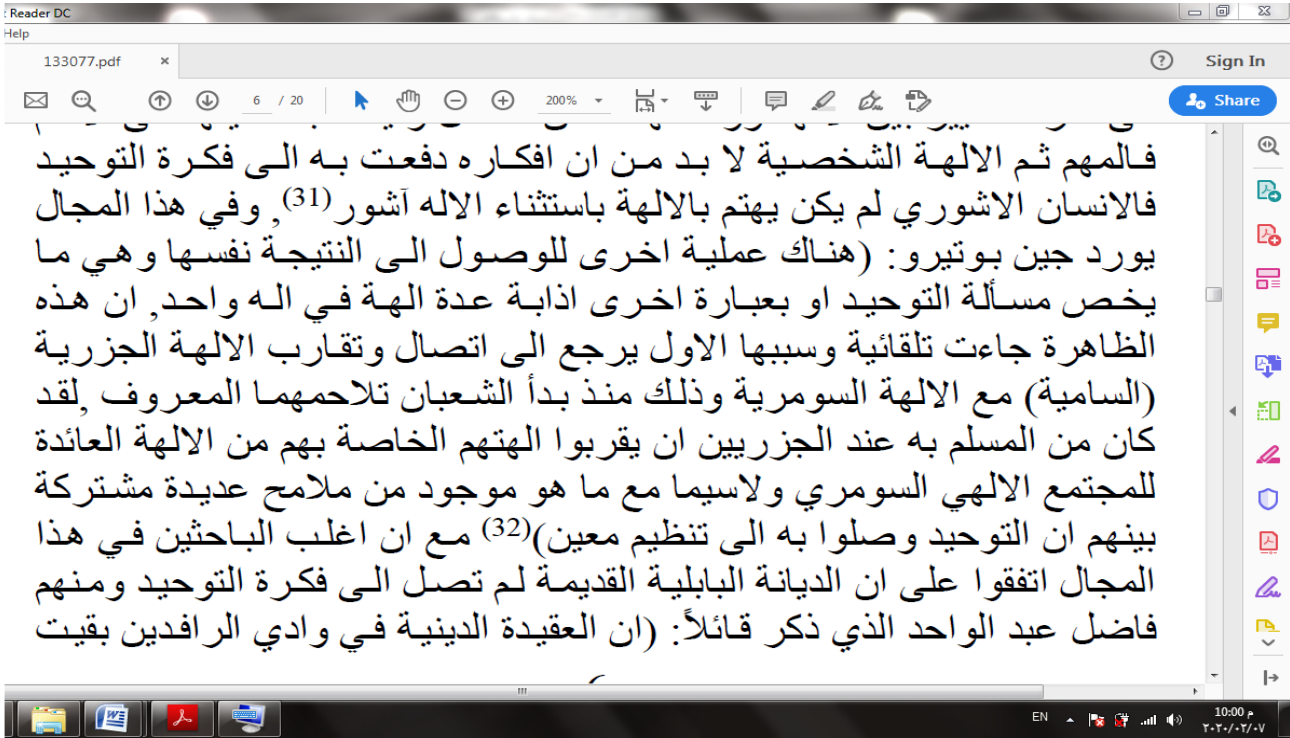 Reader DC
Help
133077.pdf ×
? Sign In
6 / 20 200% Share
فالمهم ثم الالهة الشخصية لا بد من ان افكاره دفعت به الى فكرة التوحيد
فالانسان الاشوري لم يكن يهتم بالالهة باستثناء الاله آشور(31), وفي هذا المجال
يورد جين بوتيرو: (هناك عملية اخرى للوصول الى النتيجة نفسها وهي ما
يخص مسألة التوحيد او بعبارة اخرى اذابة عدة الهة في اله واحد, ان هذه
الظاهرة جاءت تلقائية وسببها الاول يرجع الى اتصال وتقارب الالهة الجزرية
(السامية) مع الالهة السومرية وذلك منذ بدأ الشعبان تلاحمهما المعروف ,لقد
كان من المسلم به عند الجزريين ان يقربوا الهتهم الخاصة بهم من الالهة العائدة
للمجتمع الالهي السومري ولاسيما مع ما هو موجود من ملامح عديدة مشتركة
بينهم ان التوحيد وصلوا به الى تنظيم معين)(32) مع ان اغلب الباحثين في هذا
المجال اتفقوا على ان الديانة البابلية القديمة لم تصل الى فكرة التوحيد ومنهم
فاضل عبد الواحد الذي ذكر قائلاً: (ان العقيدة الدينية في وادي الرافدين بقيت
EN
10:00 م
٢٠٢٠/٠٢/٠٧